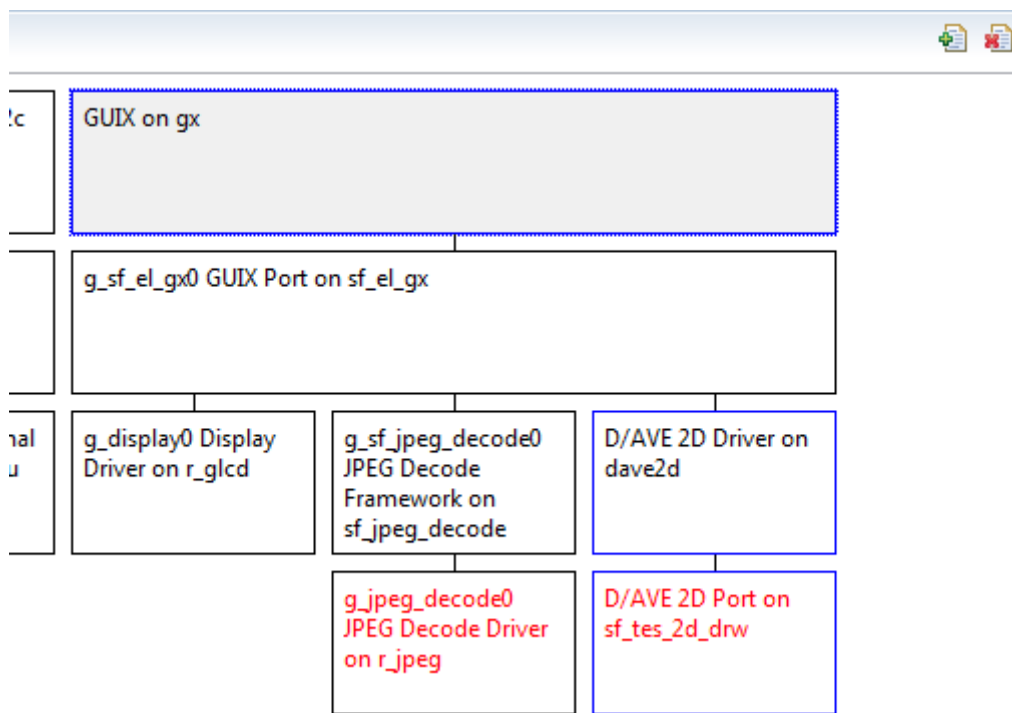 GUIX on gx
g_sf_el_gx0 GUIX Port on sf_el_gx
g_display0 Display
Driver on r_glcd
g_sf_jpeg_decode0
JPEG Decode
Framework on
sf_jpeg_decode
D/AVE 2D Driver on
dave2d
g_jpeg_decode0
JPEG Decode Driver
on r_jpeg
D/AVE 2D Port on
sf_tes_2d_drw